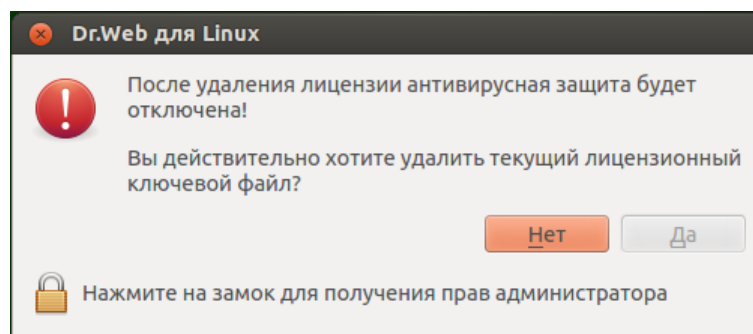 Dr.Web для Linux
После удаления лицензии антивирусная защита будет
отключена!
Вы действительно хотите удалить текущий лицензионный
ключевой файл?
Нет
Да
Нажмите на замок для получения прав администратора